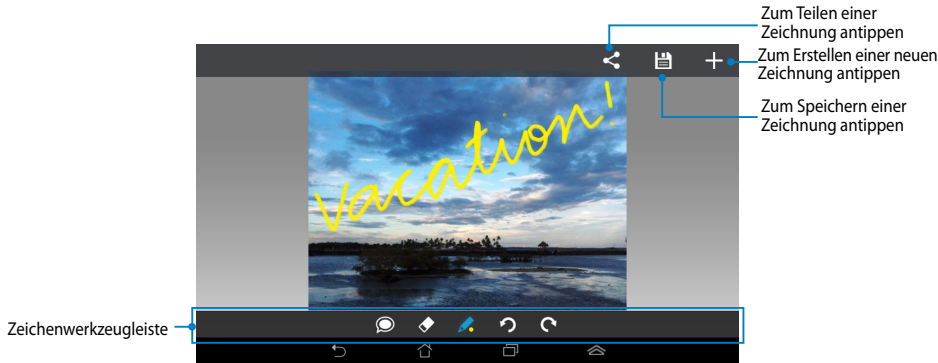 Zum Teilen einer
Zeichnung antippen
Zum Erstellen einer neuen
Zeichnung antippen
Zum Speichern einer
Zeichnung antippen
vacation!
Zeichenwerkzeugleiste